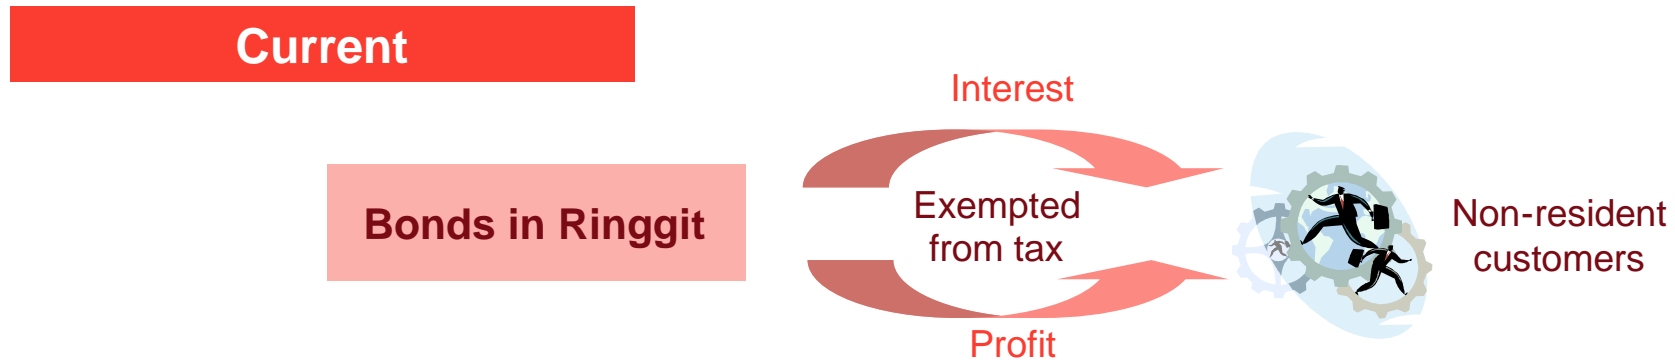 Current
Interest
Bonds in Ringgit
Exempted
from tax
Non-resident
customers
Profit